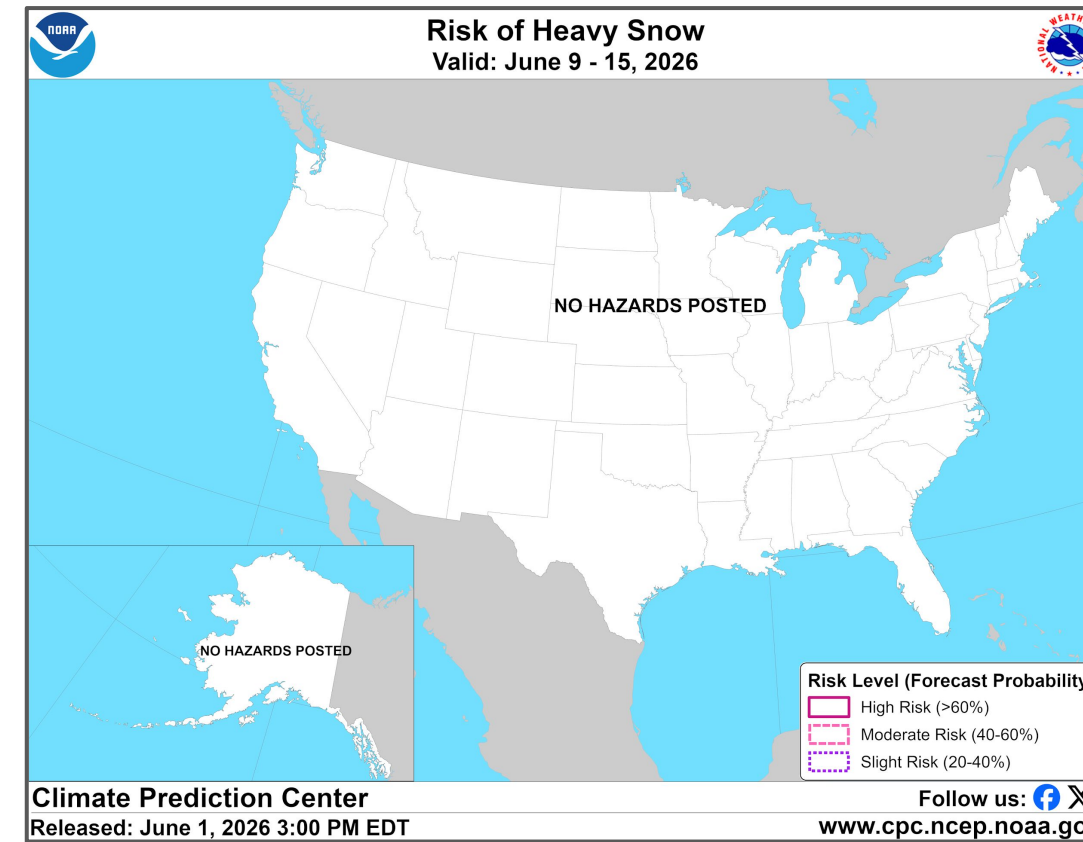 NOAA
Risk of Heavy Snow
Valid: June 9 - 15, 2026
NATIONAL WEATH
NO HAZARDS POSTED
NO HAZARDS POSTED
Risk Level (Forecast Probability
High Risk (>60%)
Moderate Risk (40-60%)
Slight Risk (20-40%)
Climate Prediction Center
Follow us:
Released: June 1, 2026 3:00 PM EDT
www.cpc.ncep.noaa.go